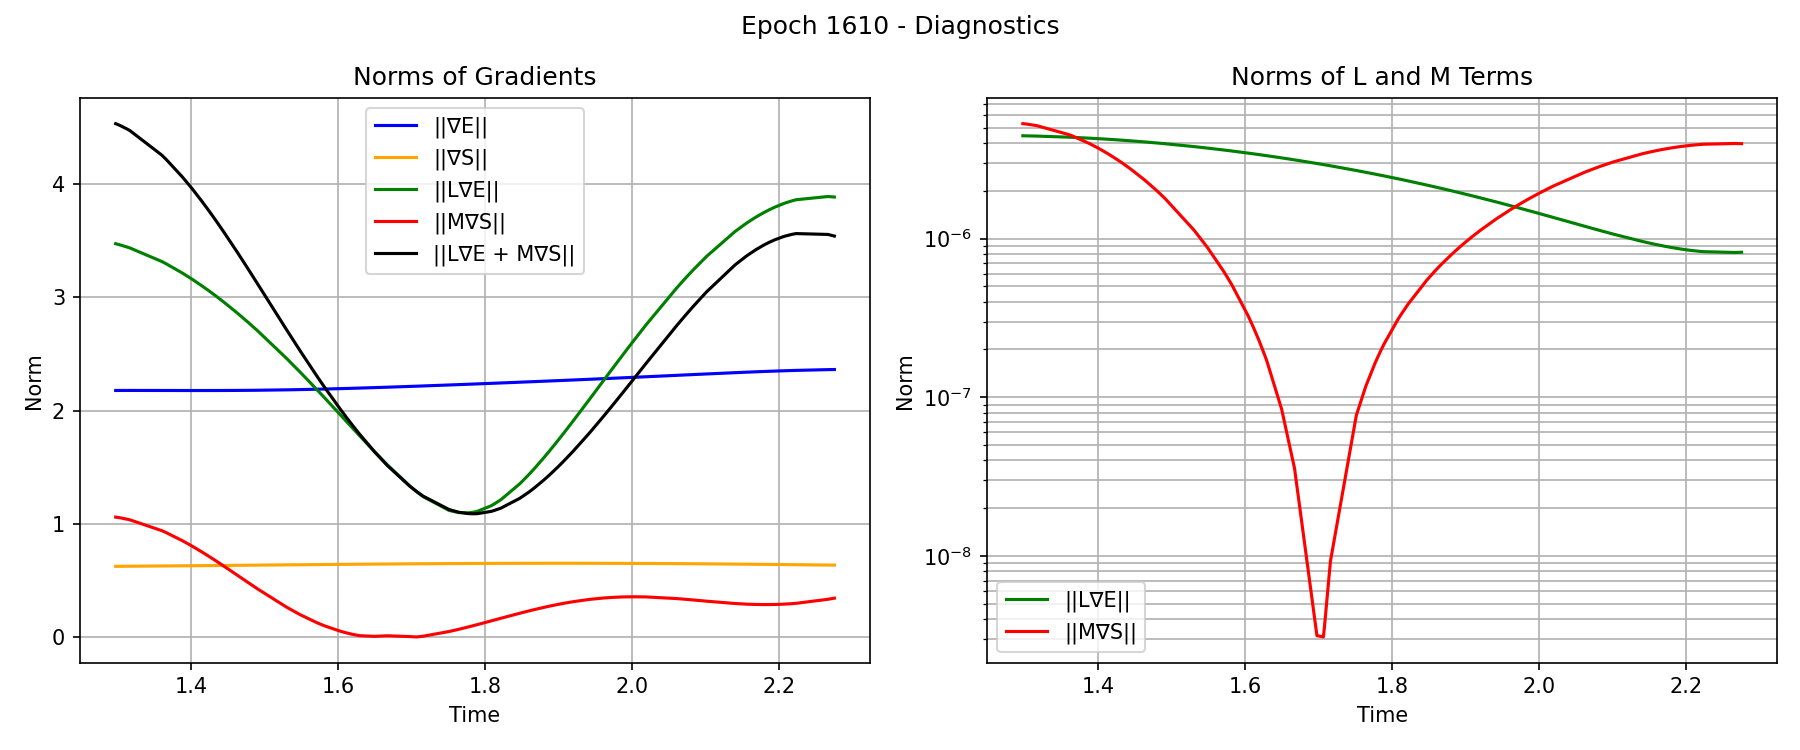 Epoch 1610 - Diagnostics
Norms of Gradients
||∇E||
||∇S||
||L∇E||
||M∇S||
||L∇E + M∇S||
4
3
2
1
0
Norm
1.4 1.6 1.8 2.0 2.2
Time
Norms of L and M Terms
10⁻⁶
10⁻⁷
10⁻⁸
Norm
||L∇E||
||M∇S||
1.4 1.6 1.8 2.0 2.2
Time